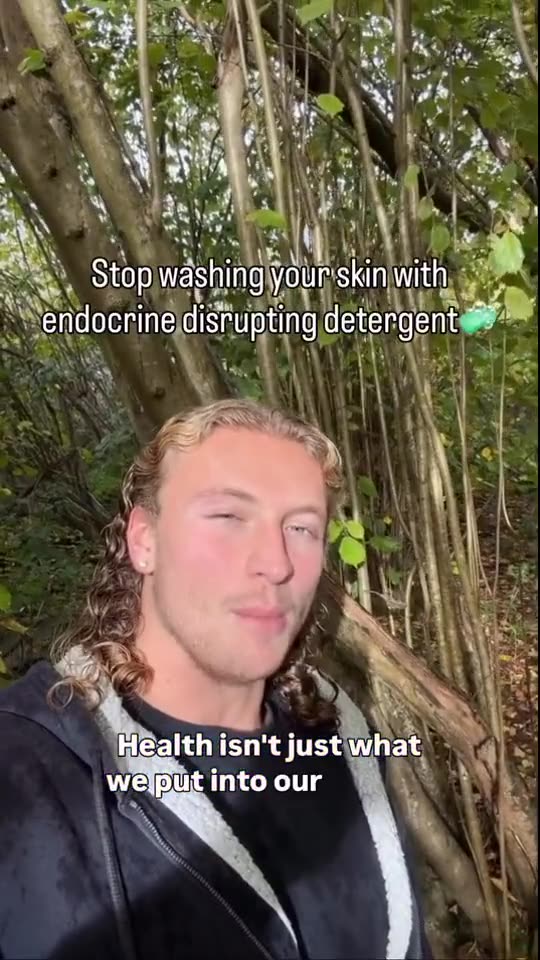 Stop washing your skin with
endocrine disrupting detergent🧼
Health isn't just what
we put into our